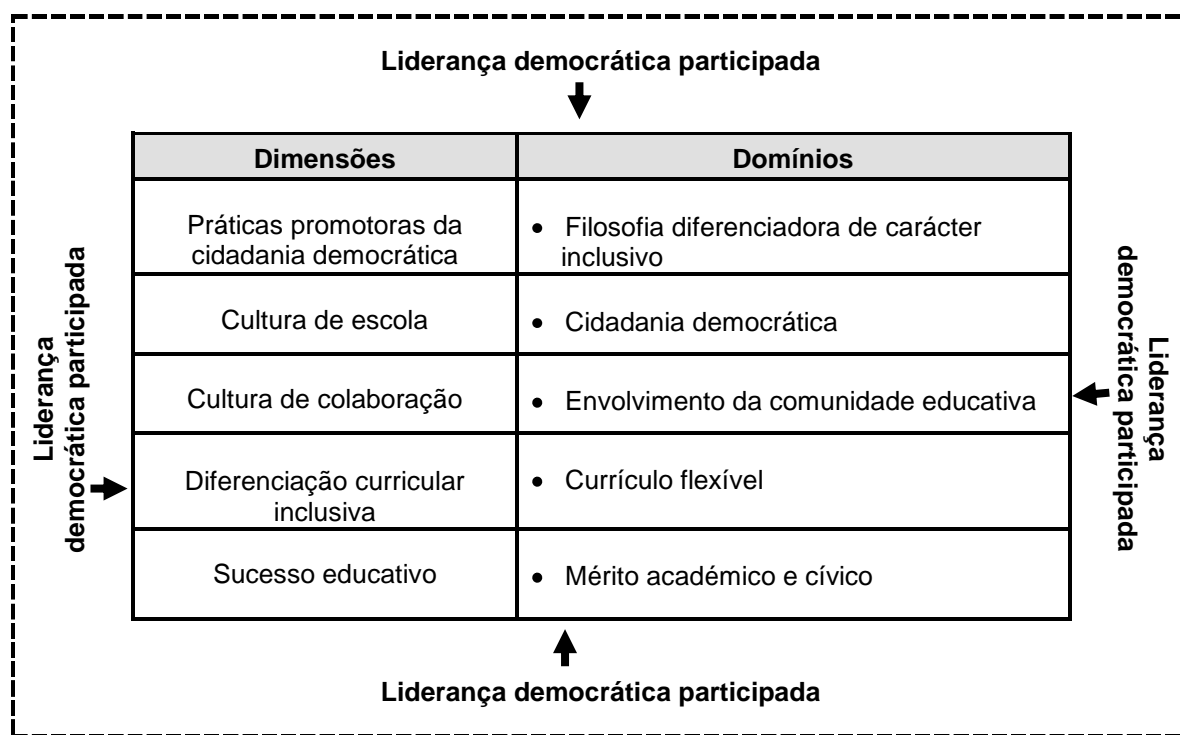 Liderança democrática participada
Dimensões
Domínios
Práticas promotoras da
cidadania democrática
• Filosofia diferenciadora de carácter
inclusivo
Cultura de escola
• Cidadania democrática
Cultura de colaboração
• Envolvimento da comunidade educativa
Diferenciação curricular
inclusiva
• Currículo flexível
Sucesso educativo
• Mérito académico e cívico
Liderança
democrática participada
Liderança
democrática participada
Liderança democrática participada